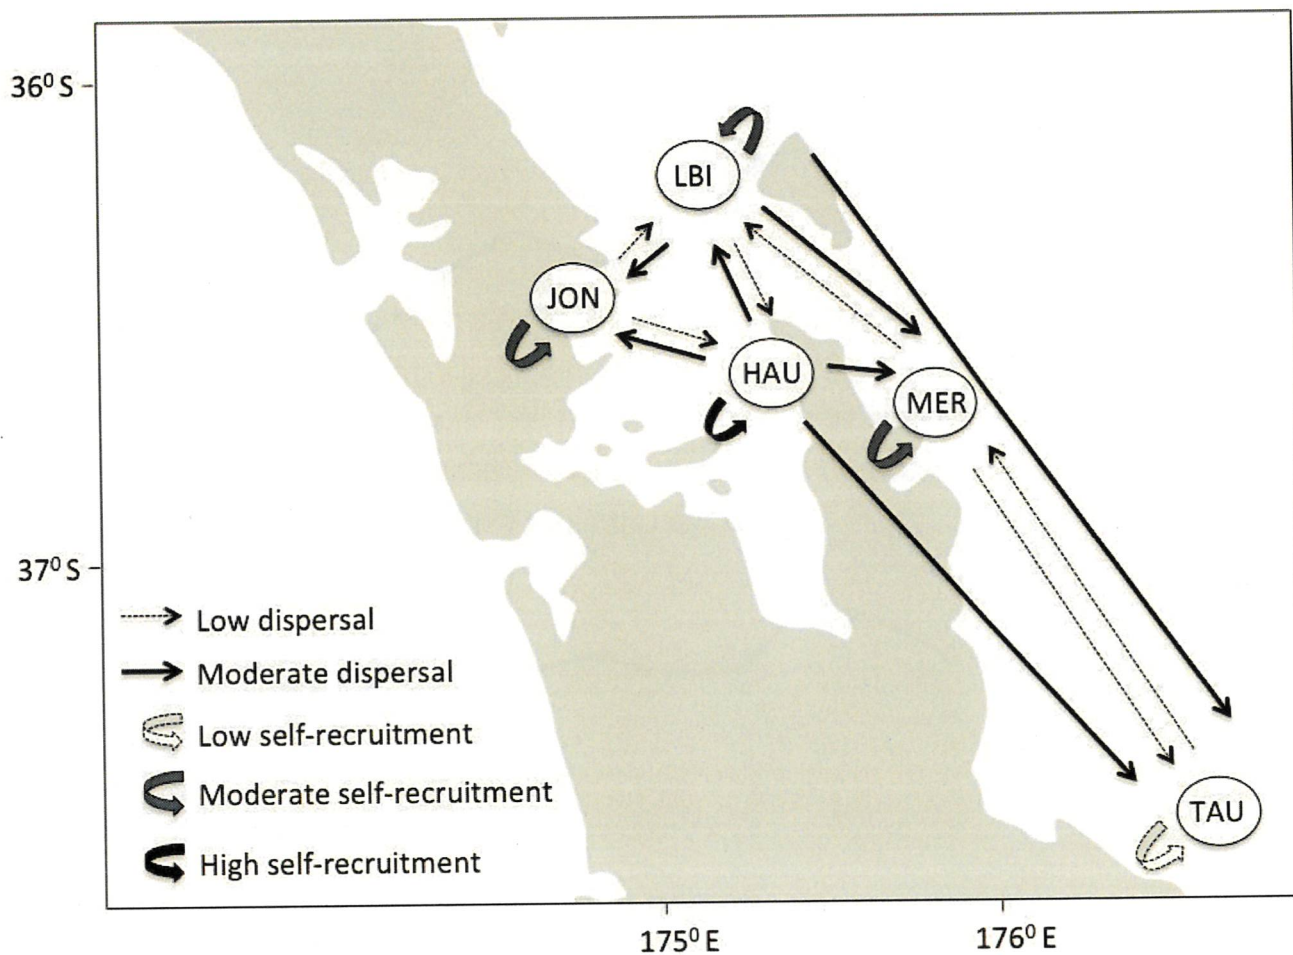 36⁰ S
LBI
JON
HAU
MER
37⁰ S
Low dispersal
Moderate dispersal
Low self-recruitment
Moderate self-recruitment
High self-recruitment
TAU
175⁰ E
176⁰ E